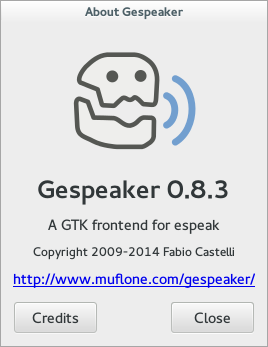 About Gespeaker
Gespeaker 0.8.3
A GTK frontend for espeak
Copyright 2009-2014 Fabio Castelli
http://www.muflone.com/gespeaker/
Credits
Close